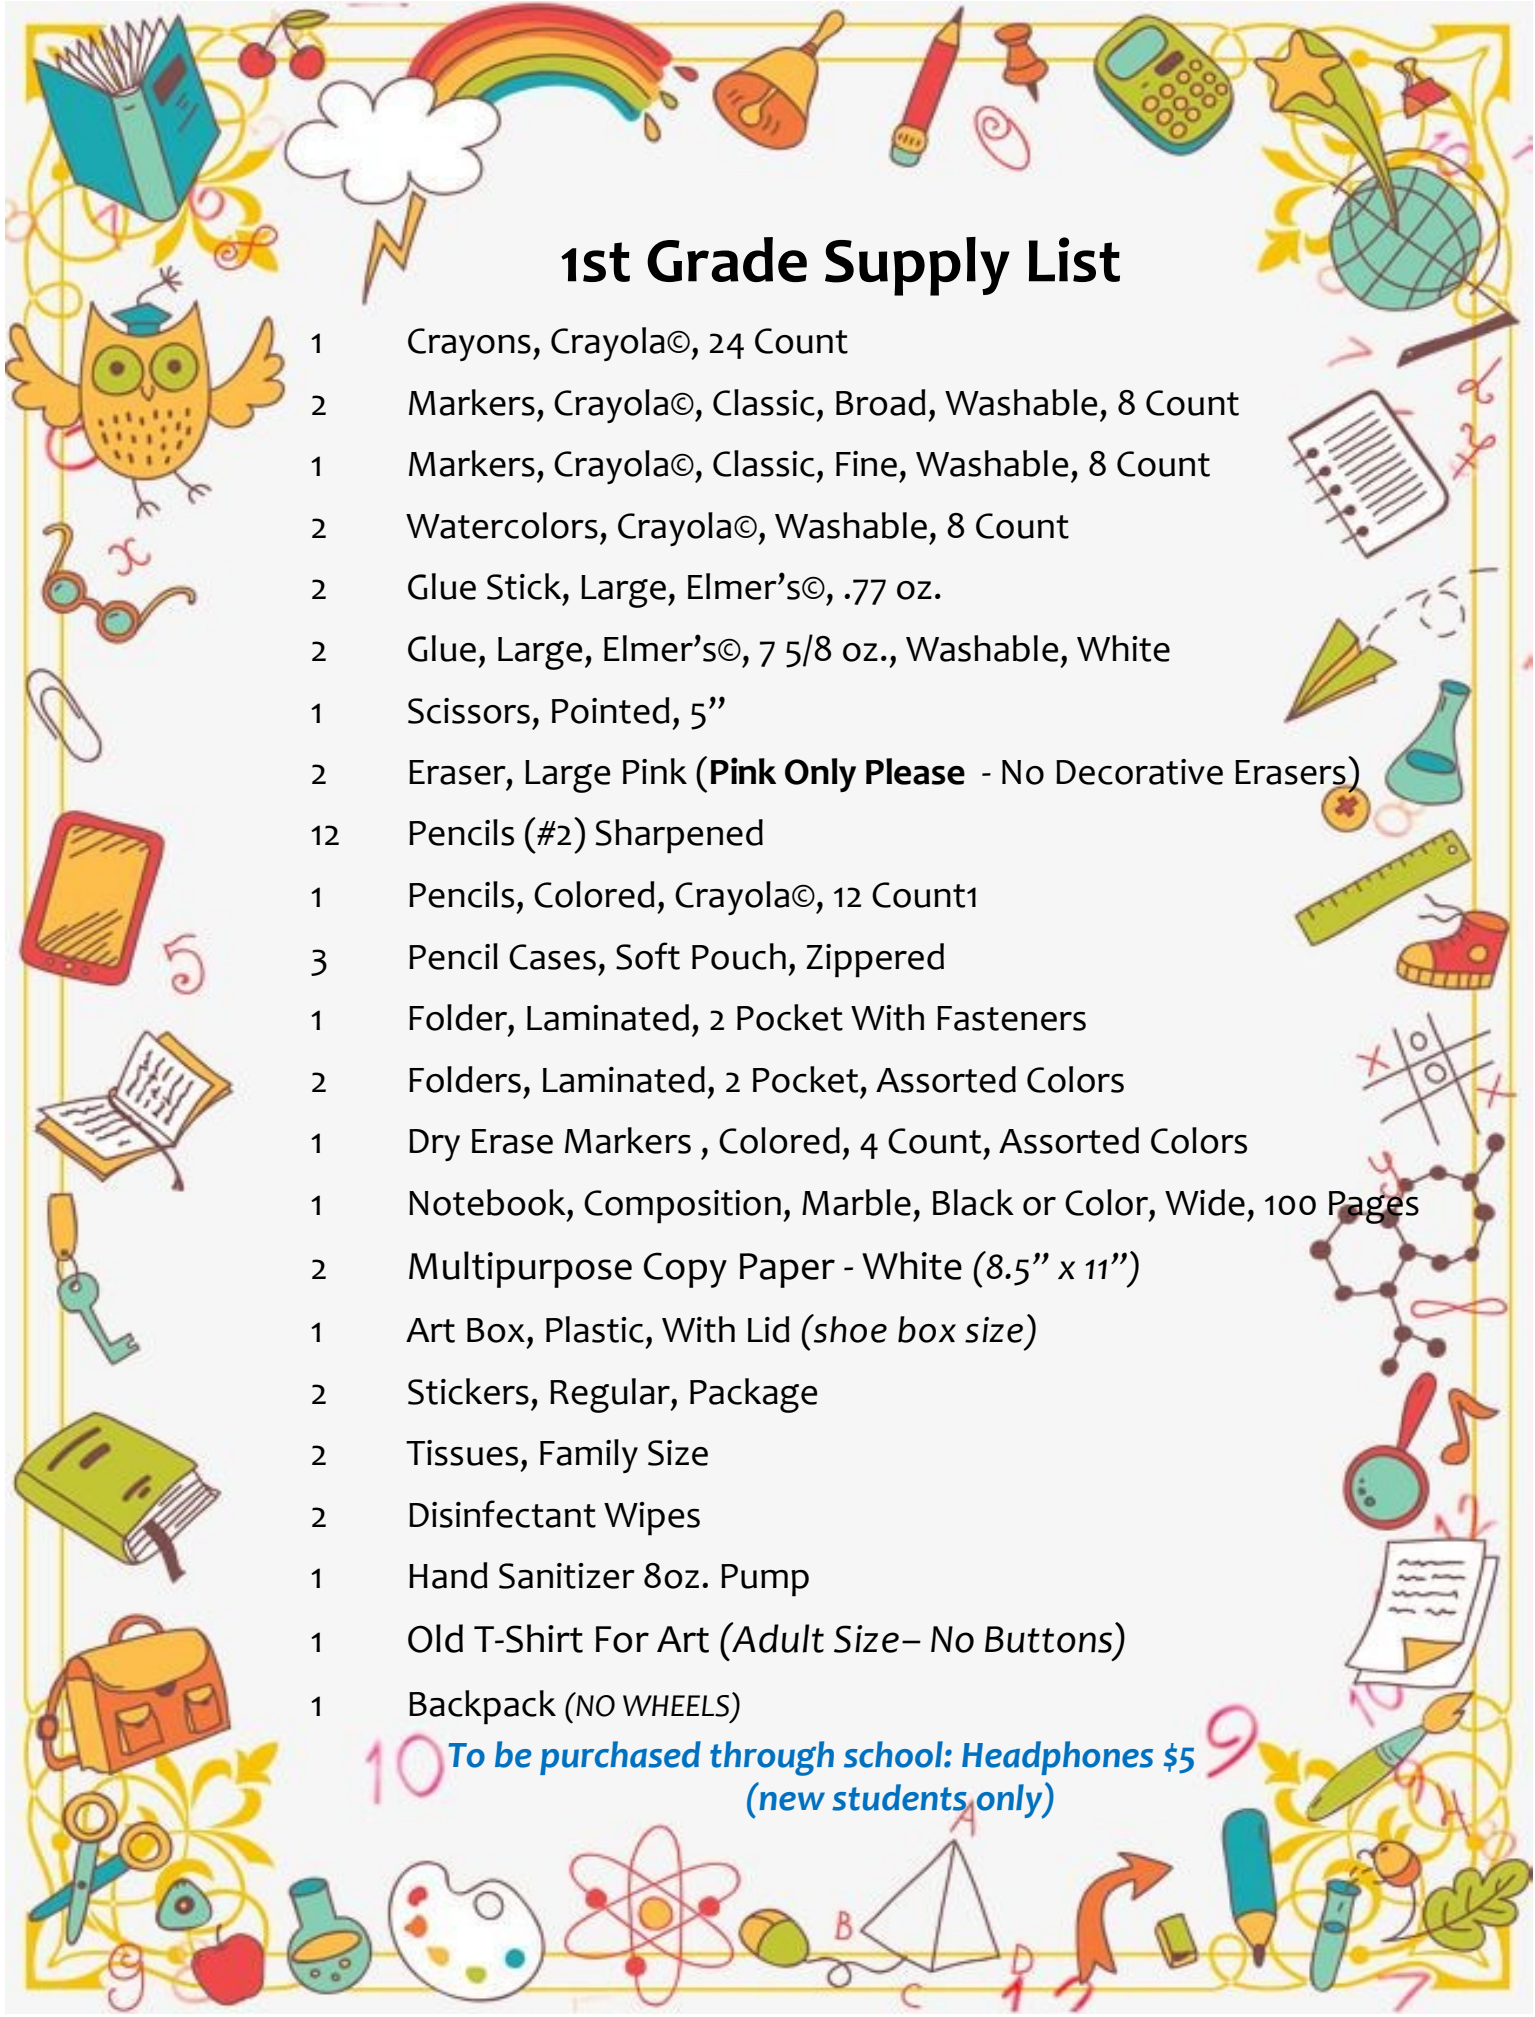 1st Grade Supply List
1 Crayons, Crayola©, 24 Count
2 Markers, Crayola©, Classic, Broad, Washable, 8 Count
1 Markers, Crayola©, Classic, Fine, Washable, 8 Count
2 Watercolors, Crayola©, Washable, 8 Count
2 Glue Stick, Large, Elmer’s©, .77 oz.
2 Glue, Large, Elmer’s©, 7 5/8 oz., Washable, White
1 Scissors, Pointed, 5”
2 Eraser, Large Pink (Pink Only Please - No Decorative Erasers)
12 Pencils (#2) Sharpened
1 Pencils, Colored, Crayola©, 12 Count1
3 Pencil Cases, Soft Pouch, Zippered
1 Folder, Laminated, 2 Pocket With Fasteners
2 Folders, Laminated, 2 Pocket, Assorted Colors
1 Dry Erase Markers , Colored, 4 Count, Assorted Colors
1 Notebook, Composition, Marble, Black or Color, Wide, 100 Pages
2 Multipurpose Copy Paper - White (8.5” x 11”)
1 Art Box, Plastic, With Lid (shoe box size)
2 Stickers, Regular, Package
2 Tissues, Family Size
2 Disinfectant Wipes
1 Hand Sanitizer 8oz. Pump
1 Old T-Shirt For Art (Adult Size– No Buttons)
1 Backpack (NO WHEELS)
10 To be purchased through school: Headphones $5 9
(new students only)
A
B
C
D